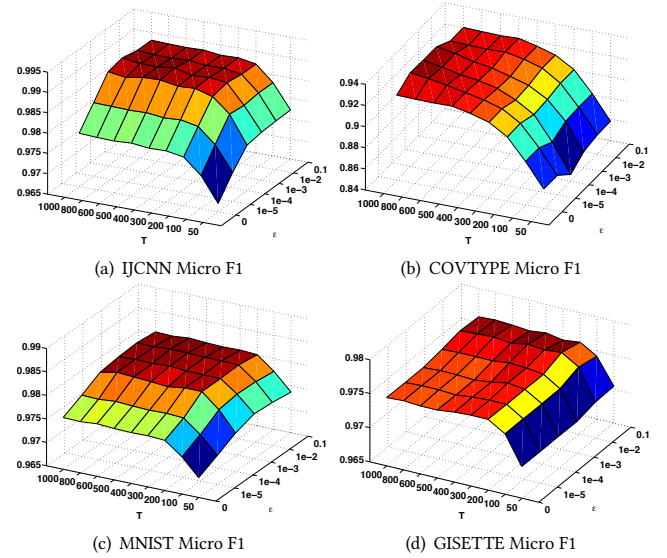 0.995
0.99
0.985
0.98
0.975
0.97
0.965
1000 800 600 500 400 300 200 100 50
T
0 1e-5 1e-4 1e-3 1e-2 0.1
ε
(a) IJCNN Micro F1
0.94
0.92
0.9
0.88
0.86
0.84
1000 800 600 500 400 300 200 100 50
T
0 1e-5 1e-4 1e-3 1e-2 0.1
ε
(b) COVTYPE Micro F1
0.99
0.985
0.98
0.975
0.97
0.965
1000 800 600 500 400 300 200 100 50
T
0 1e-5 1e-4 1e-3 1e-2 0.1
ε
(c) MNIST Micro F1
0.98
0.975
0.97
0.965
1000 800 600 500 400 300 200 100 50
T
0 1e-5 1e-4 1e-3 1e-2 0.1
ε
(d) GISETTE Micro F1